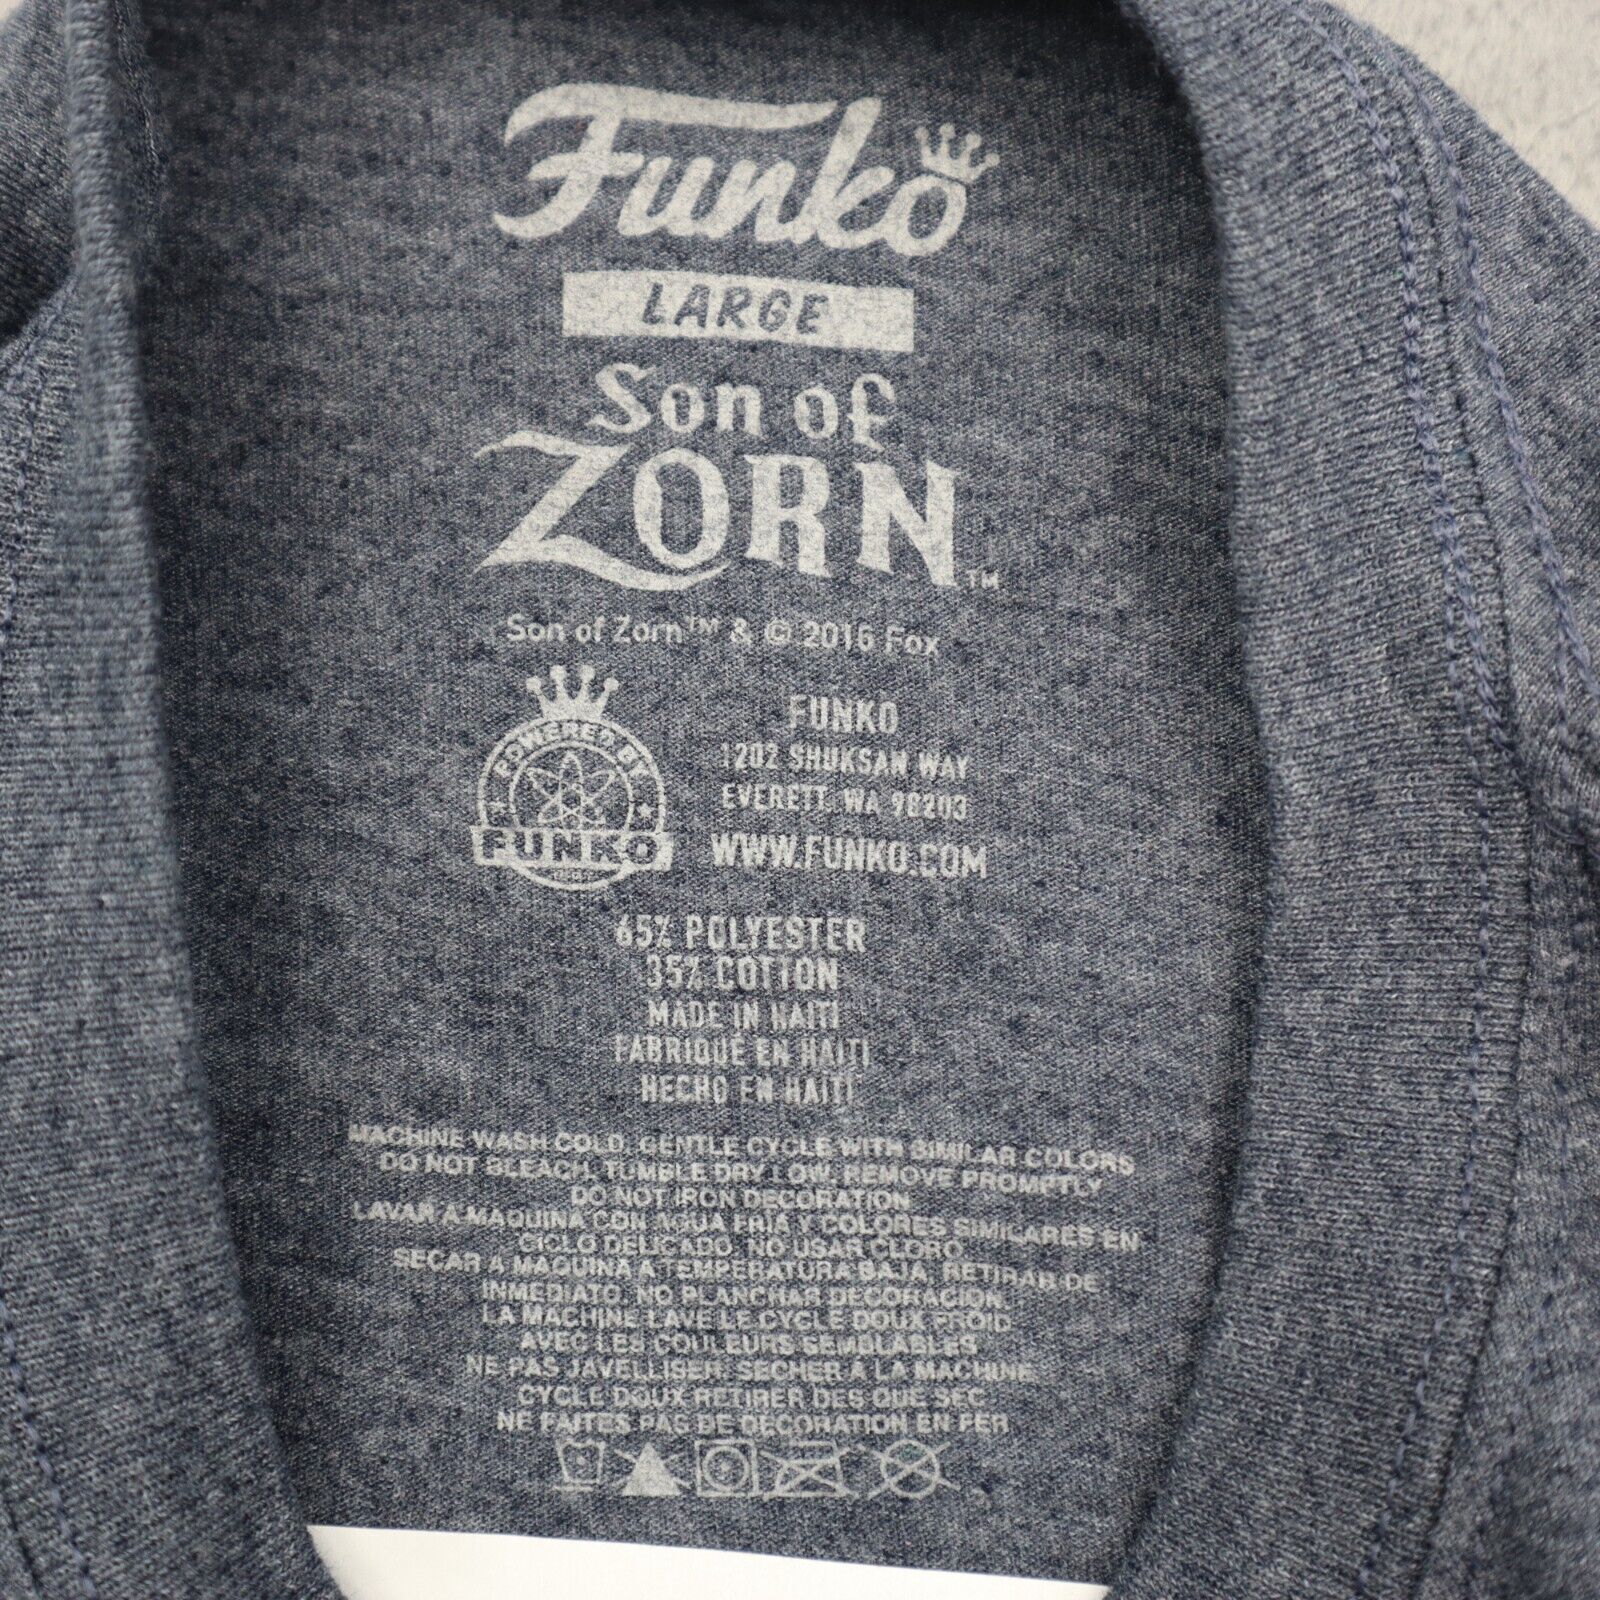 Funko
LARGE
Son of
ZORN™
Son of Zorn™ & © 2016 Fox
POWERED BY
FUNKO
FUNKO
1202 SHUKSAN WAY
EVERETT, WA 98203
WWW.FUNKO.COM
65% POLYESTER
35% COTTON
MADE IN HAITI
FABRIQUÉ EN HAITI
HECHO EN HAITI
MACHINE WASH COLD, GENTLE CYCLE WITH SIMILAR COLORS
DO NOT BLEACH, TUMBLE DRY LOW, REMOVE PROMPTLY
DO NOT IRON DECORATION
LAVAR A MAQUINA CON AGUA FRIA Y COLORES SIMILARES EN
CICLO DELICADO, NO USAR CLORO,
SECAR A MAQUINA A TEMPERATURA BAJA, RETIRAR DE
INMEDIATO, NO PLANCHAR DECORACION
LA MACHINE LAVE LE CYCLE DOUX FROID
AVEC LES COULEURS SEMBLABLES
NE PAS JAVELLISER SECHER A LA MACHINE
CYCLE DOUX RETIRER DES QUE SEC
NE FAITES PAS DE DECORATION EN FER